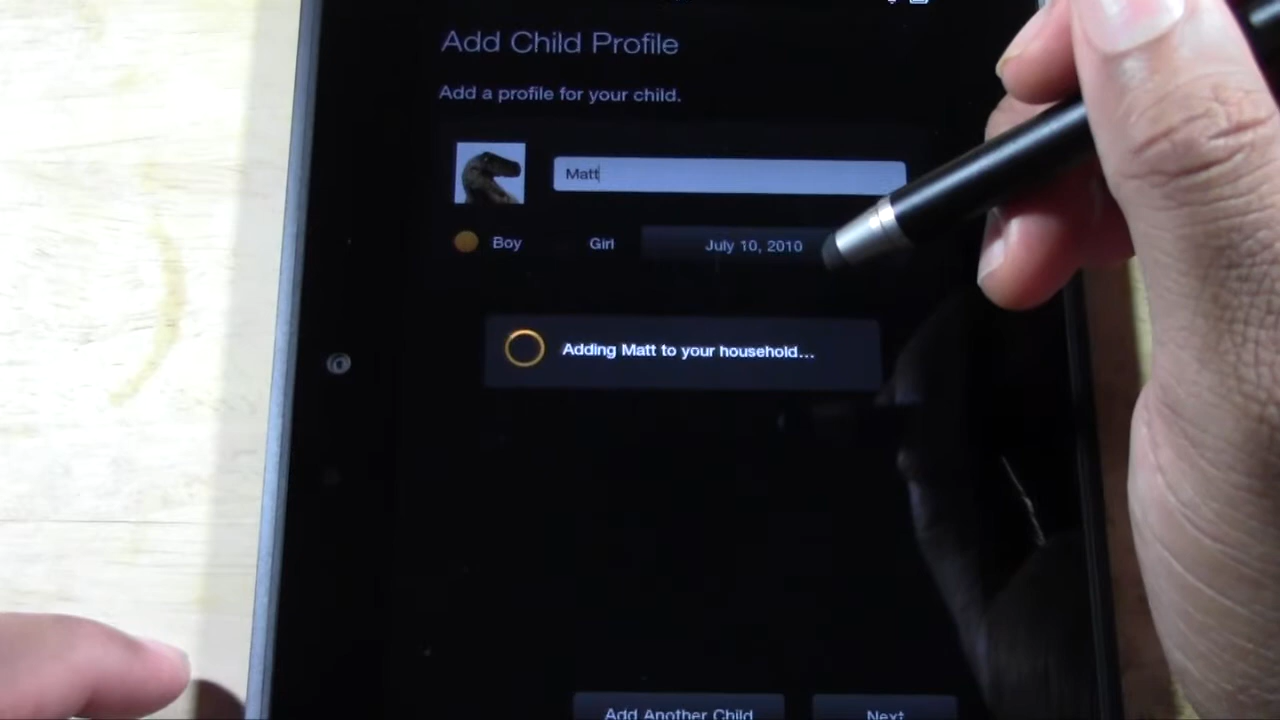 Add Child Profile
Add a profile for your child.
Matt
Boy Girl July 10, 2010
Adding Matt to your household...
Add Another Child Next